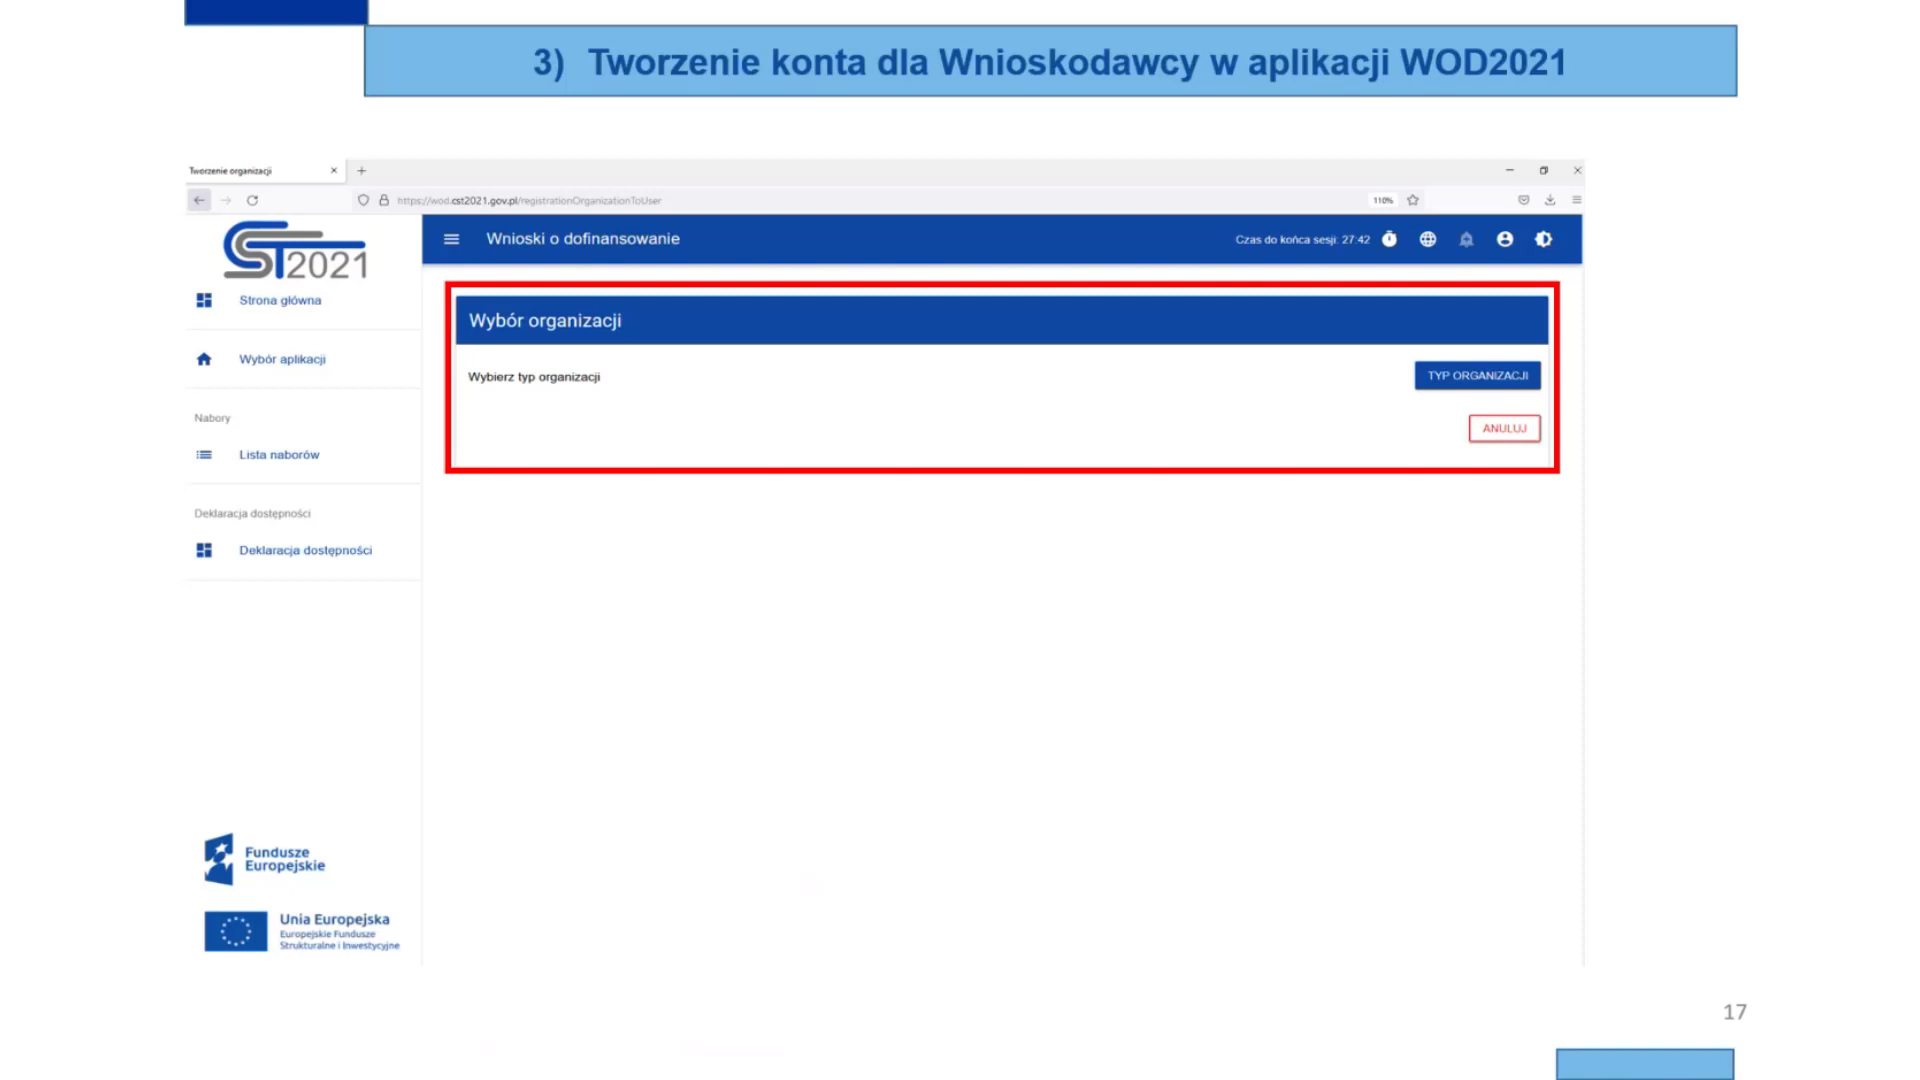 3) Tworzenie konta dla Wnioskodawcy w aplikacji WOD2021
Tworzenie organizacji
https://wod.cst2021.gov.pl/registrationOrganizationToUser
110%
CST2021
Wnioski o dofinansowanie
Czas do końca sesji: 27:42
Strona główna
Wybór aplikacji
Nabory
Lista naborów
Deklaracja dostępności
Deklaracja dostępności
Wybór organizacji
Wybierz typ organizacji
TYP ORGANIZACJI
ANULUJ
Fundusze
Europejskie
Unia Europejska
Europejskie Fundusze
Strukturalne i Inwestycyjne
17